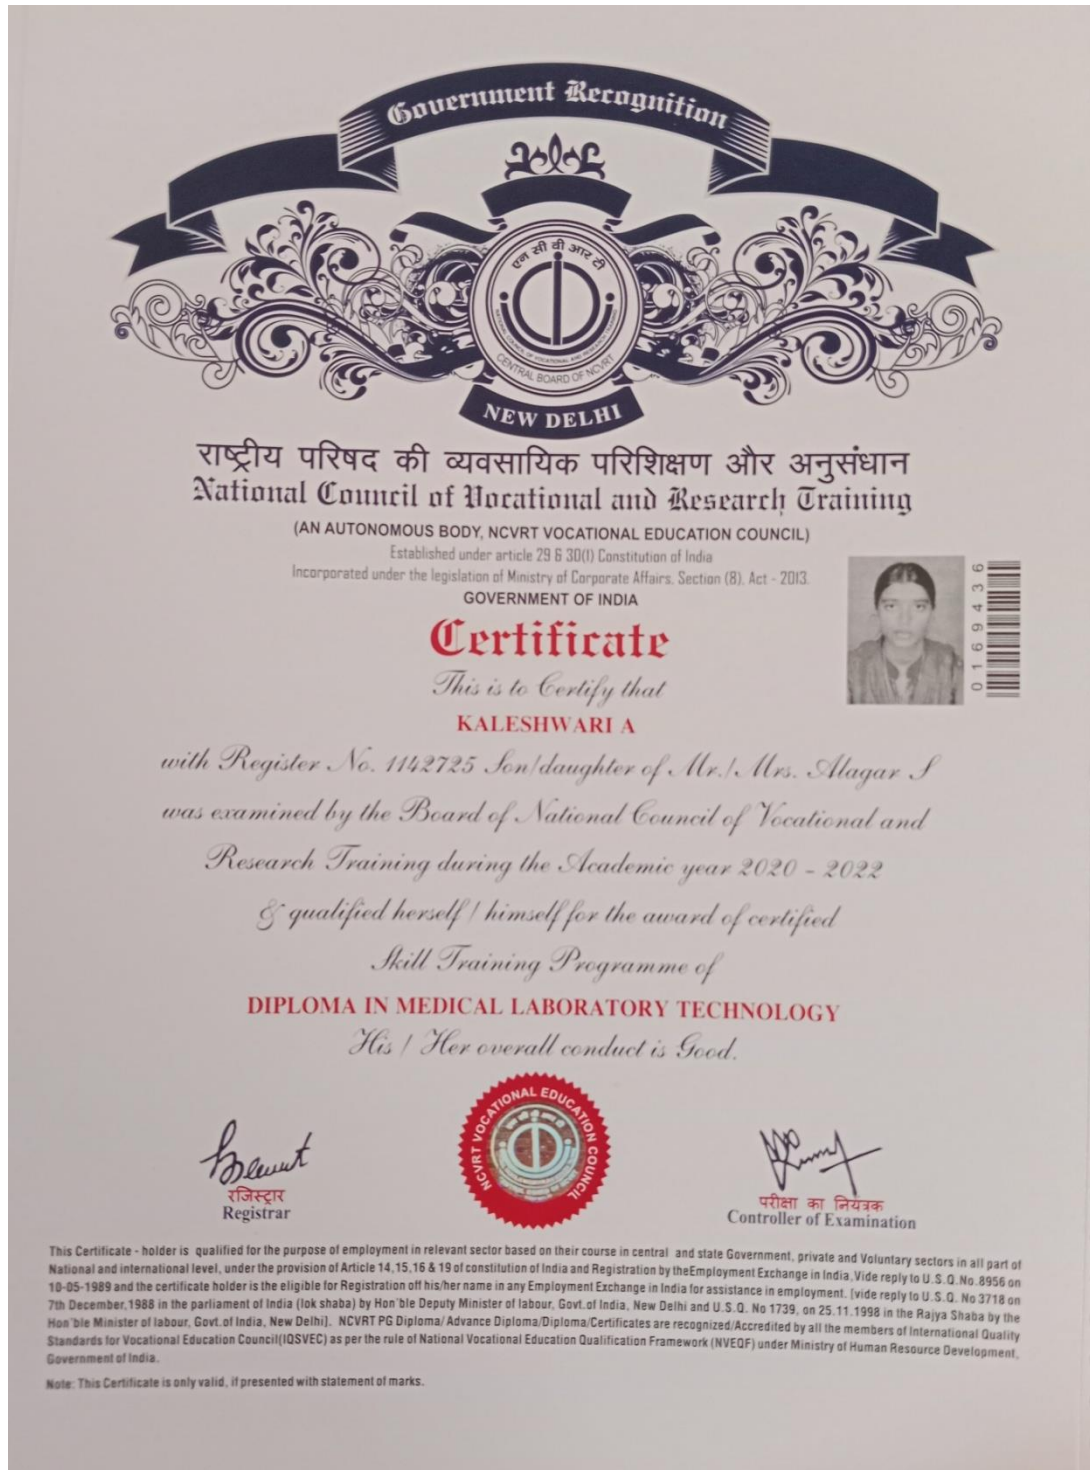 Government Recognition
एन सी वी आर टी
NATIONAL COUNCIL OF VOCATIONAL AND RESEARCH TRAINING
CENTRAL BOARD OF NCVRT
NEW DELHI
राष्ट्रीय परिषद की व्यवसायिक परिशिक्षण और अनुसंधान
National Council of Vocational and Research Training
(AN AUTONOMOUS BODY, NCVRT VOCATIONAL EDUCATION COUNCIL)
Established under article 29 & 30(1) Constitution of India
Incorporated under the legislation of Ministry of Corporate Affairs. Section (8), Act - 2013.
GOVERNMENT OF INDIA
0169436
Certificate
This is to Certify that
KALESHWARI A
with Register No. 1142725 Son/daughter of Mr./Mrs. Alagar S
was examined by the Board of National Council of Vocational and
Research Training during the Academic year 2020 - 2022
& qualified herself / himself for the award of certified
Skill Training Programme of
DIPLOMA IN MEDICAL LABORATORY TECHNOLOGY
His / Her overall conduct is Good.
NCVRT VOCATIONAL EDUCATION COUNCIL
रजिस्ट्रार
Registrar
परीक्षा का नियंत्रक
Controller of Examination
This Certificate - holder is qualified for the purpose of employment in relevant sector based on their course in central and state Government, private and Voluntary sectors in all part of
National and international level, under the provision of Article 14,15,16 & 19 of constitution of India and Registration by theEmployment Exchange in India,Vide reply to U.S.Q.No.8956 on
10-05-1989 and the certificate holder is the eligible for Registration off his/her name in any Employment Exchange in India for assistance in employment. [vide reply to U.S.Q. No 3718 on
7th December,1988 in the parliament of India (lok shaba) by Hon`ble Deputy Minister of labour, Govt.of India, New Delhi and U.S.Q. No 1739, on 25.11.1998 in the Rajya Shaba by the
Hon`ble Minister of labour, Govt.of India, New Delhi]. NCVRT PG Diploma/Advance Diploma/Diploma/Certificates are recognized/Accredited by all the members of International Quality
Standards for Vocational Education Council(IQSVEC) as per the rule of National Vocational Education Qualification Framework (NVEQF) under Ministry of Human Resource Development,
Government of India.
Note: This Certificate is only valid, if presented with statement of marks.